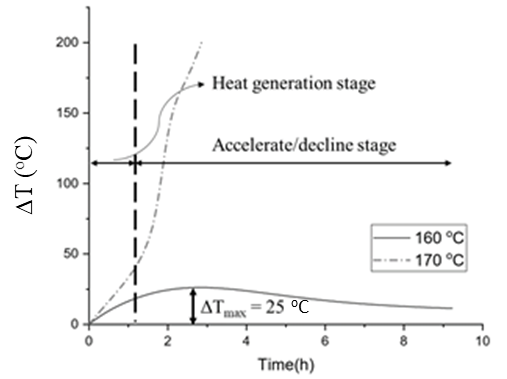 200
150
100
50
0
ΔT (°C)
Heat generation stage
Accelerate/decline stage
160 °C
170 °C
ΔTmax = 25 °C
0 2 4 6 8 10
Time(h)